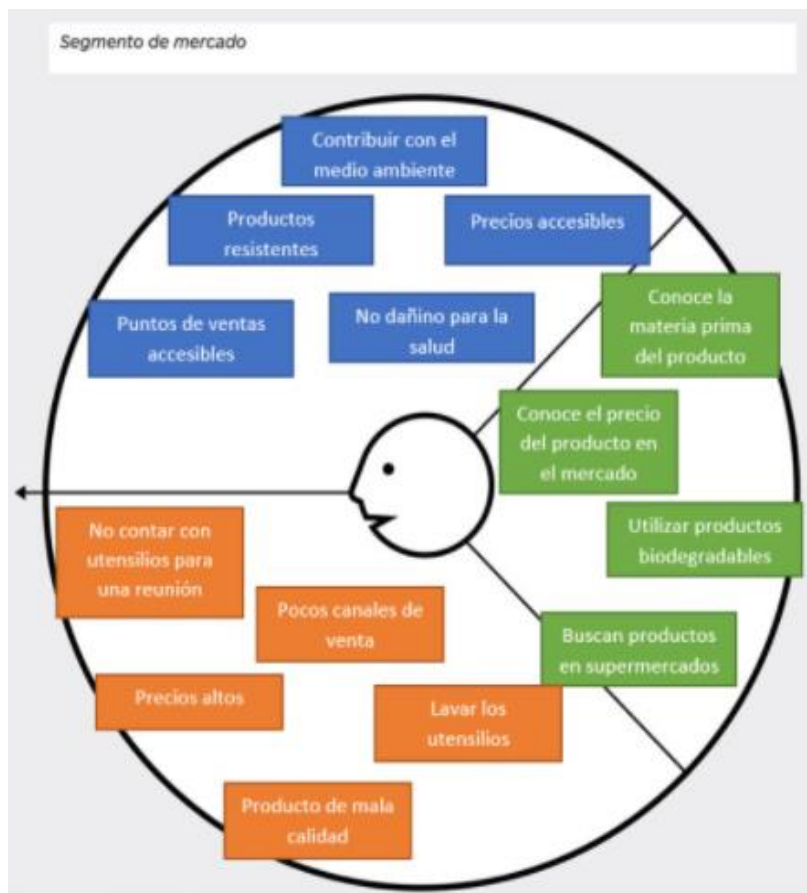 Segmento de mercado
Contribuir con el
medio ambiente
Productos
resistentes
Precios accesibles
Puntos de ventas
accesibles
No dañino para la
salud
Conoce la
materia prima
del producto
Conoce el precio
del producto en
el mercado
Utilizar productos
biodegradables
Buscan productos
en supermercados
No contar con
utensilios para
una reunión
Pocos canales de
venta
Precios altos
Lavar los
utensilios
Producto de mala
calidad